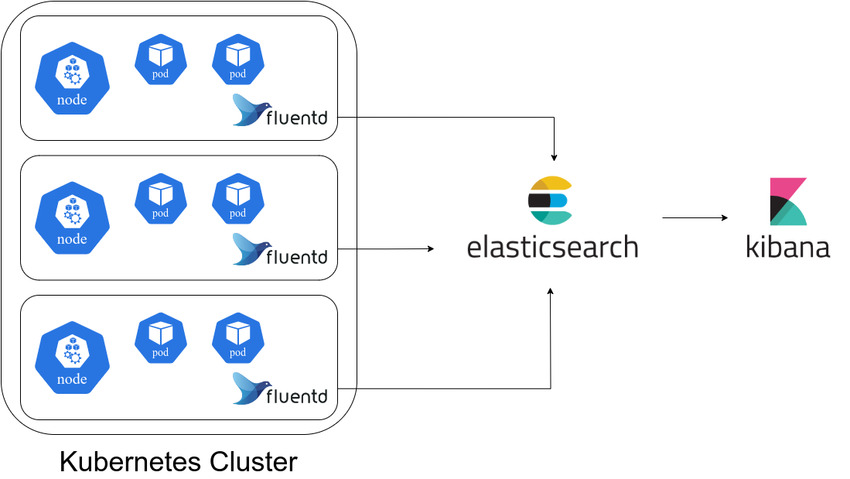 pod pod
node
fluentd
pod pod
node
fluentd
pod pod
node
fluentd
elasticsearch
kibana
Kubernetes Cluster